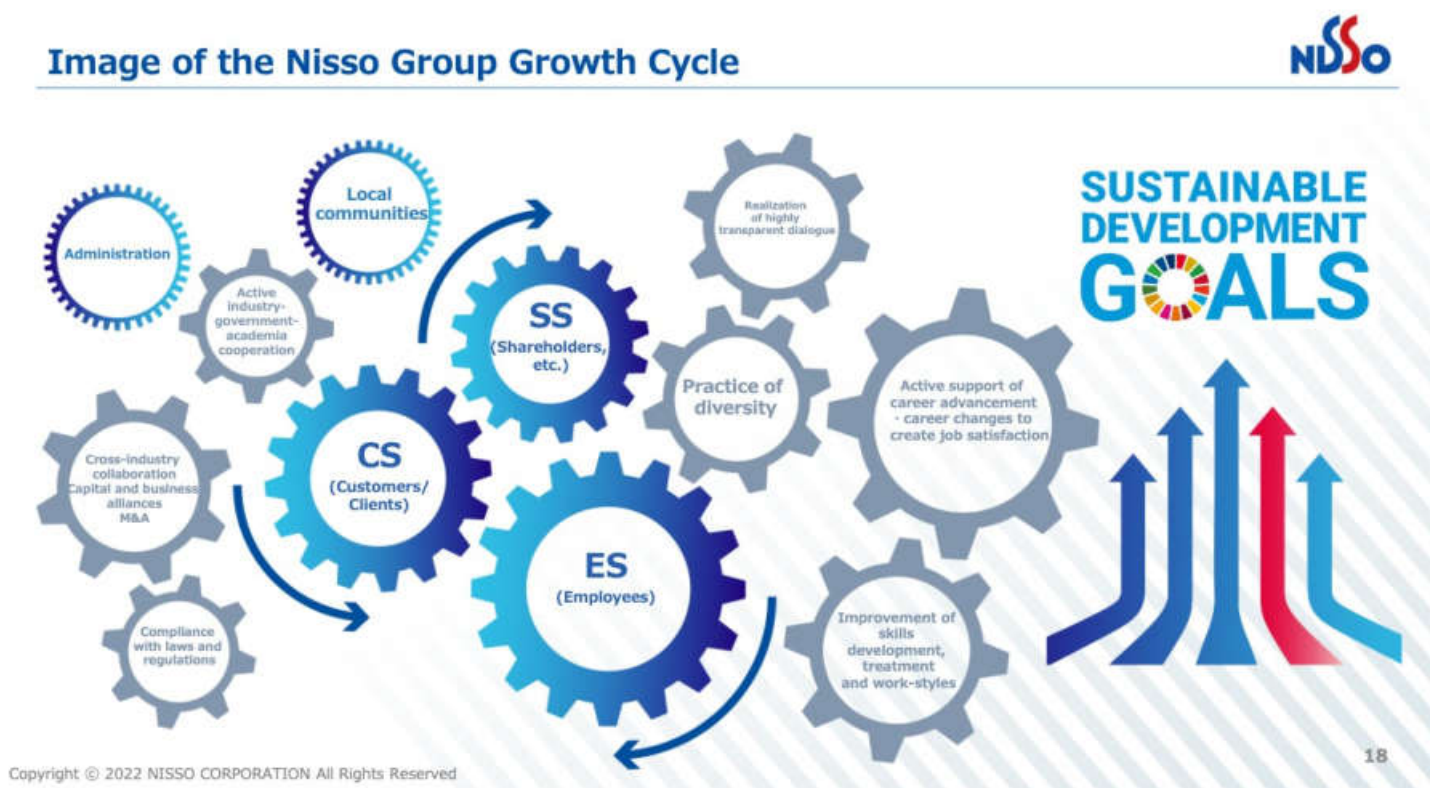 Image of the Nisso Group Growth Cycle
NISSO
Administration
Local
communities
Active
industry-
government-
academia
cooperation
SS
(Shareholders,
etc.)
Realization
of highly
transparent dialogue
SUSTAINABLE
DEVELOPMENT
GOALS
Practice of
diversity
Active support of
career advancement
· career changes to
create job satisfaction
CS
(Customers/
Clients)
Cross-industry
collaboration
Capital and business
alliances
M&A
ES
(Employees)
Compliance
with laws and
regulations
Improvement of
skills
development,
treatment
and work-styles
18
Copyright © 2022 NISSO CORPORATION All Rights Reserved